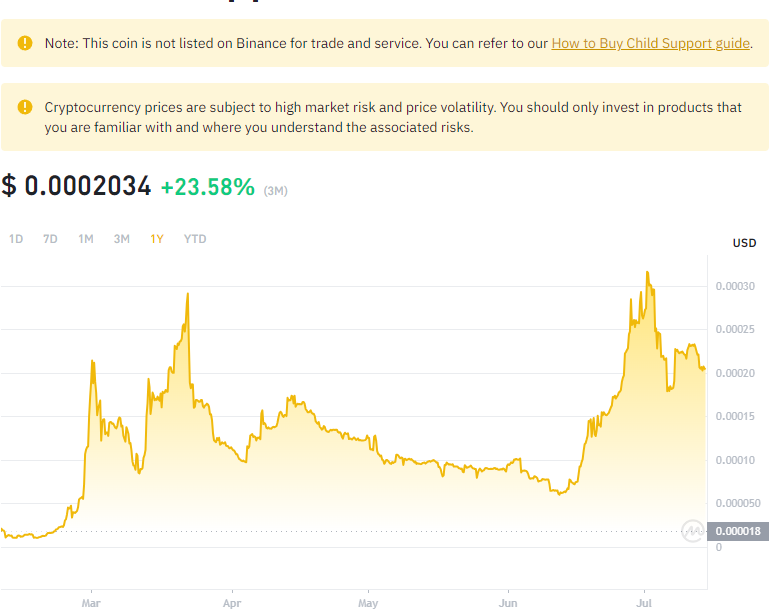 Note: This coin is not listed on Binance for trade and service. You can refer to our How to Buy Child Support guide.
Cryptocurrency prices are subject to high market risk and price volatility. You should only invest in products that
you are familiar with and where you understand the associated risks.
$ 0.0002034 +23.58% (3M)
1D 7D 1M 3M 1Y YTD
USD
0.00030
0.00025
0.00020
0.00015
0.00010
0.000050
0.000018
0
Mar Apr May Jun Jul